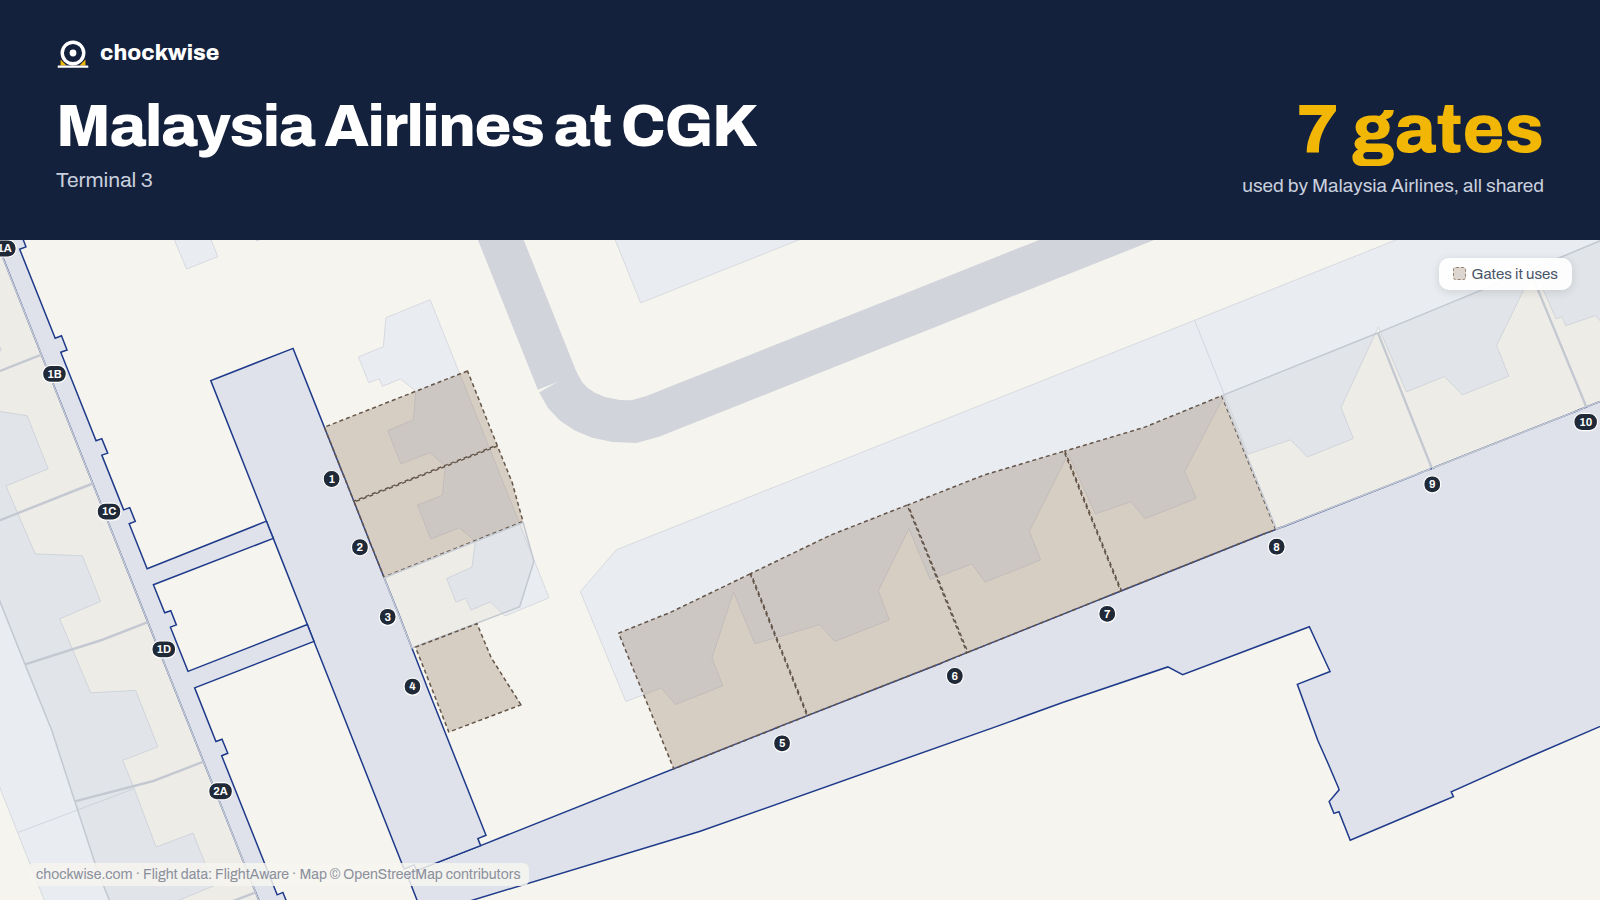 chockwise
Malaysia Airlines at CGK
Terminal 3
7 gates
used by Malaysia Airlines, all shared
Gates it uses
1A
1B
1C
1D
2A
1
2
3
4
5
6
7
8
9
10
chockwise.com · Flight data: FlightAware · Map © OpenStreetMap contributors